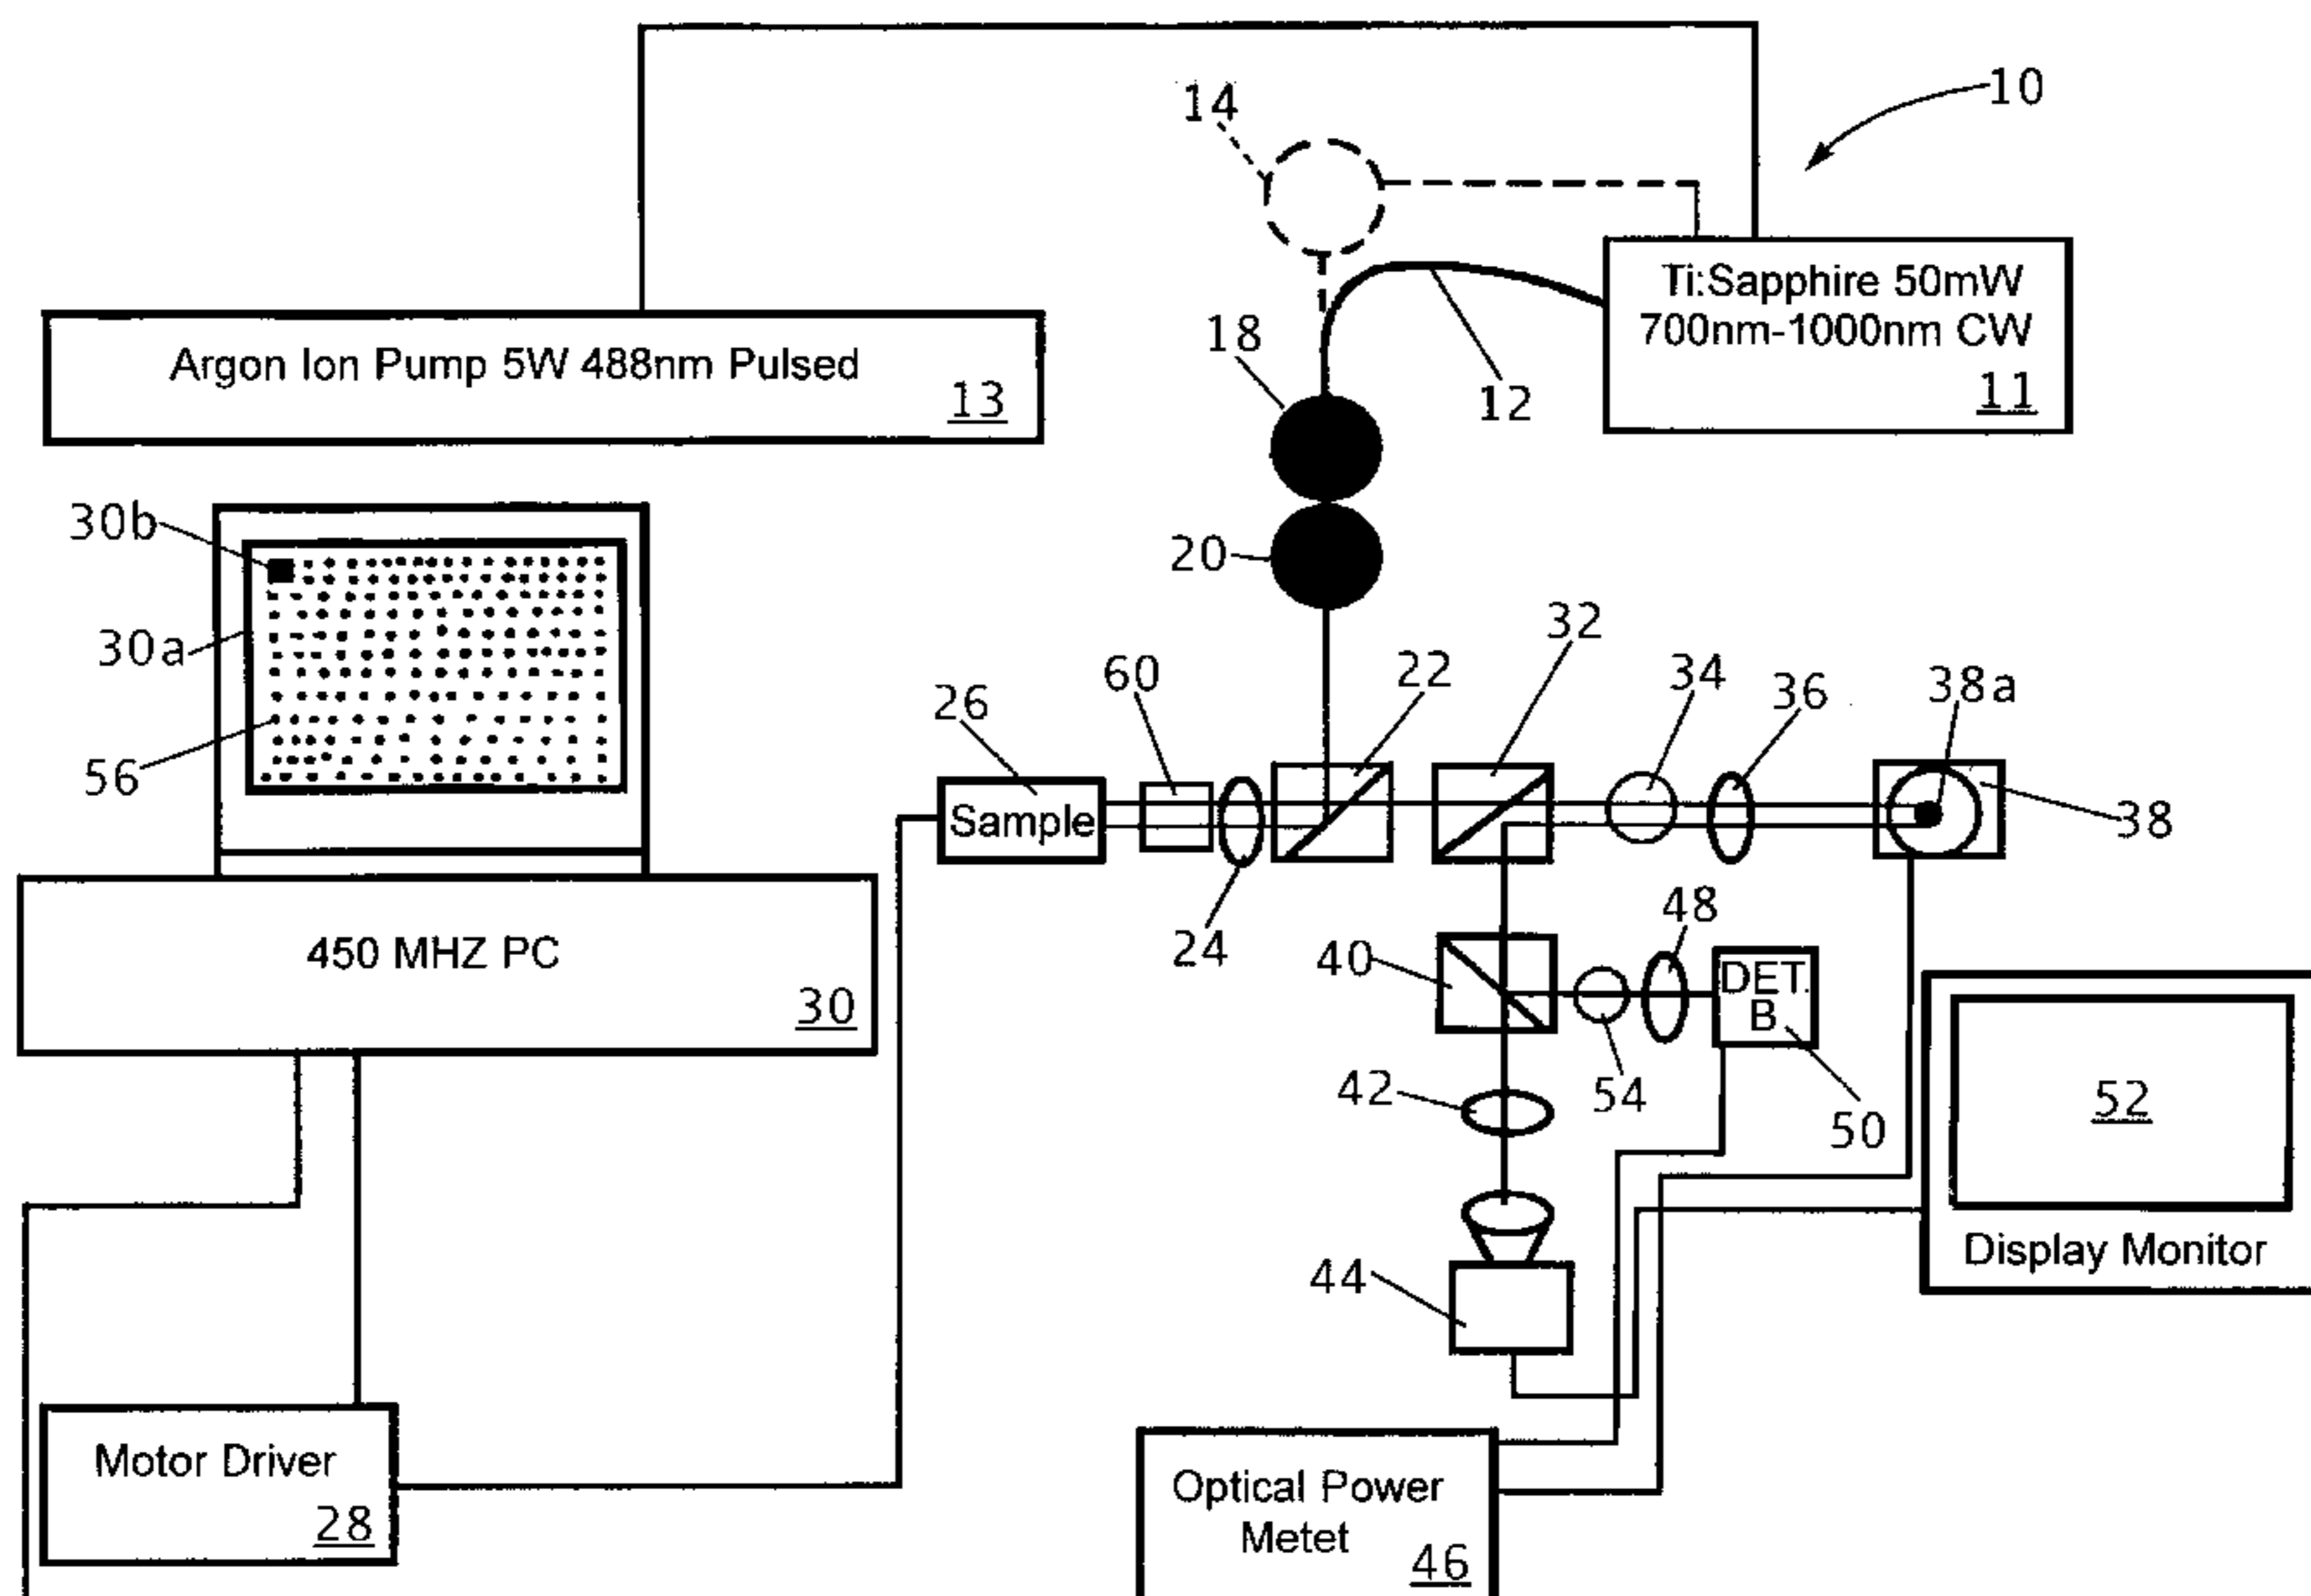 10
14
Ti:Sapphire 50mW
700nm-1000nm CW
11
12
18
Argon Ion Pump 5W 488nm Pulsed
13
20
30b
30a
56
32
22
34
36
38a
60
26
Sample
38
24
48
40
DET.
B
54
50
42
450 MHZ PC
30
52
Display Monitor
44
Motor Driver
28
Optical Power
Metet
46